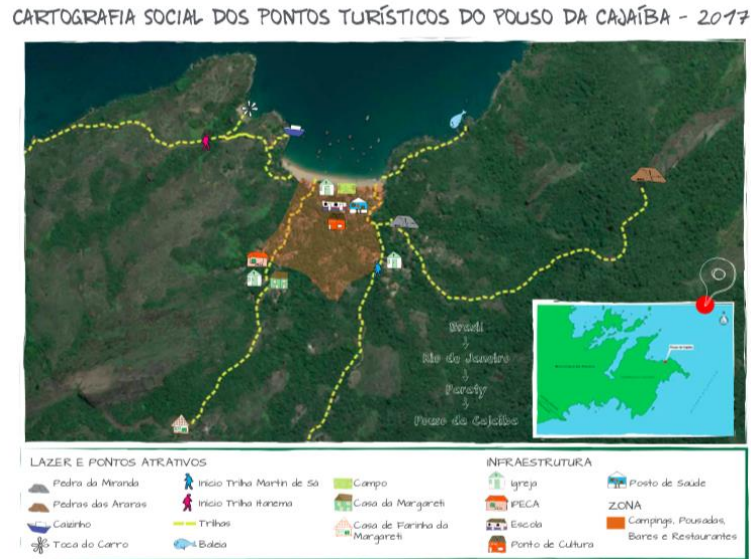 CARTOGRAFIA SOCIAL DOS PONTOS TURÍSTICOS DO POUSO DA CAJAÍBA - 2017
Brasil
Rio de Janeiro
Paraty
Pouso da Cajaíba
LAZER E PONTOS ATRATIVOS
Pedra da Miranda
Pedras das Araras
Caizinho
Toca do Carro
Início Trilha Martin de Sá
Início Trilha Itanema
Trilhas
Baleia
Campo
Casa da Margareti
Casa de Farinha da
Margareti
INFRAESTRUTURA
Igreja
IPECA
Escola
Ponto de Cultura
Posto de Saúde
ZONA
Campings, Pousadas,
Bares e Restaurantes